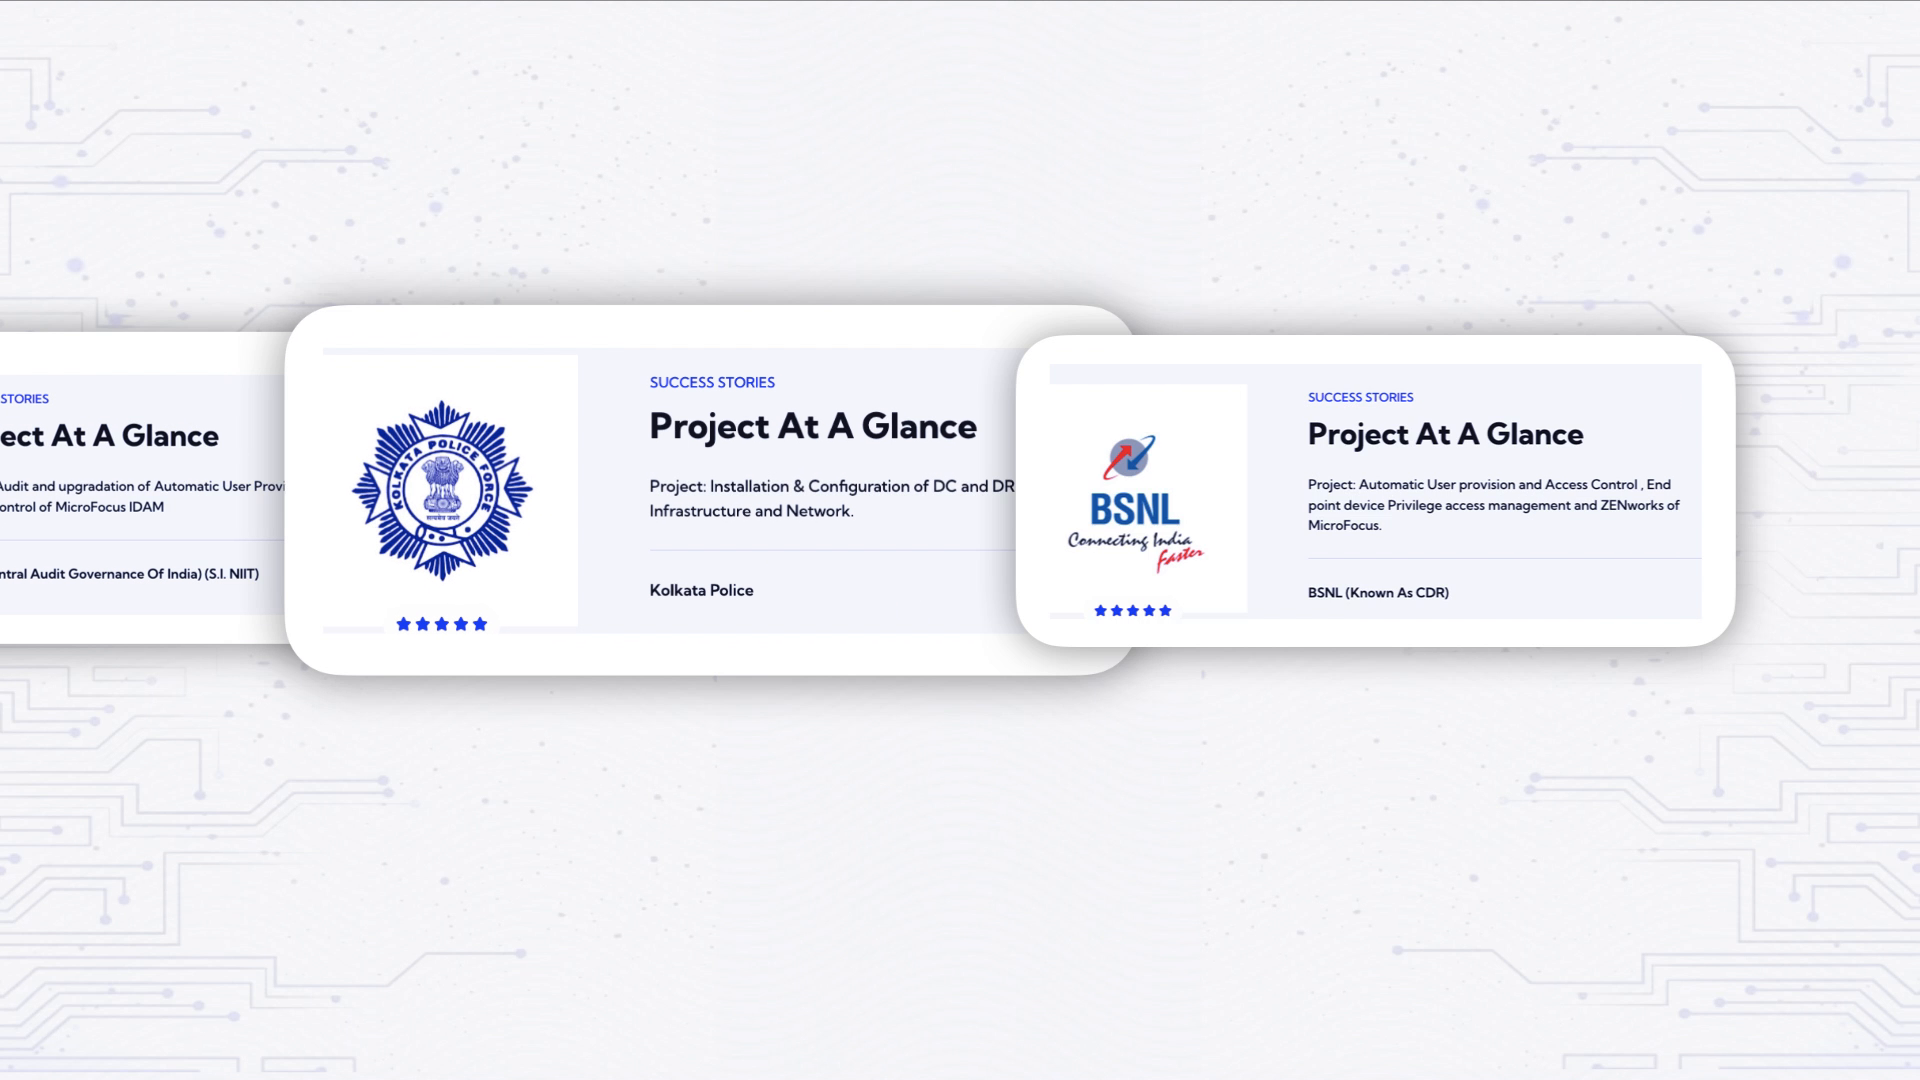 STORIES
ect At A Glance
Audit and upgradation of Automatic User Provi
ontrol of MicroFocus IDAM
ntral Audit Governance Of India) (S.I. NIIT)
KOLKATA POLICE FORCE
सत्यमेव जयते
SUCCESS STORIES
Project At A Glance
Project: Installation & Configuration of DC and DR
Infrastructure and Network.
Kolkata Police
BSNL
Connecting India
Faster
SUCCESS STORIES
Project At A Glance
Project: Automatic User provision and Access Control , End
point device Privilege access management and ZENworks of
MicroFocus.
BSNL (Known As CDR)